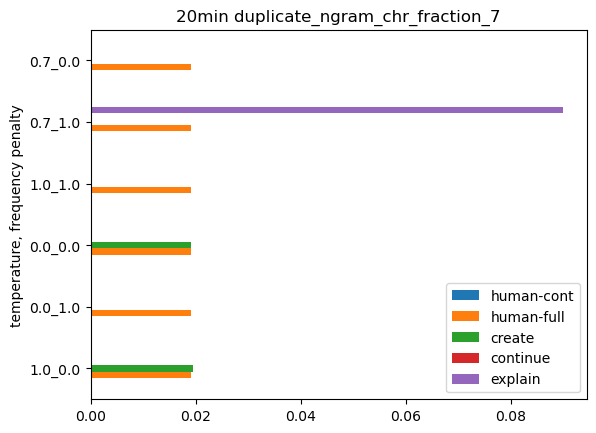 20min duplicate_ngram_chr_fraction_7
temperature, frequency penalty
0.7_0.0
0.7_1.0
1.0_1.0
0.0_0.0
0.0_1.0
1.0_0.0
human-cont
human-full
create
continue
explain
0.00 0.02 0.04 0.06 0.08